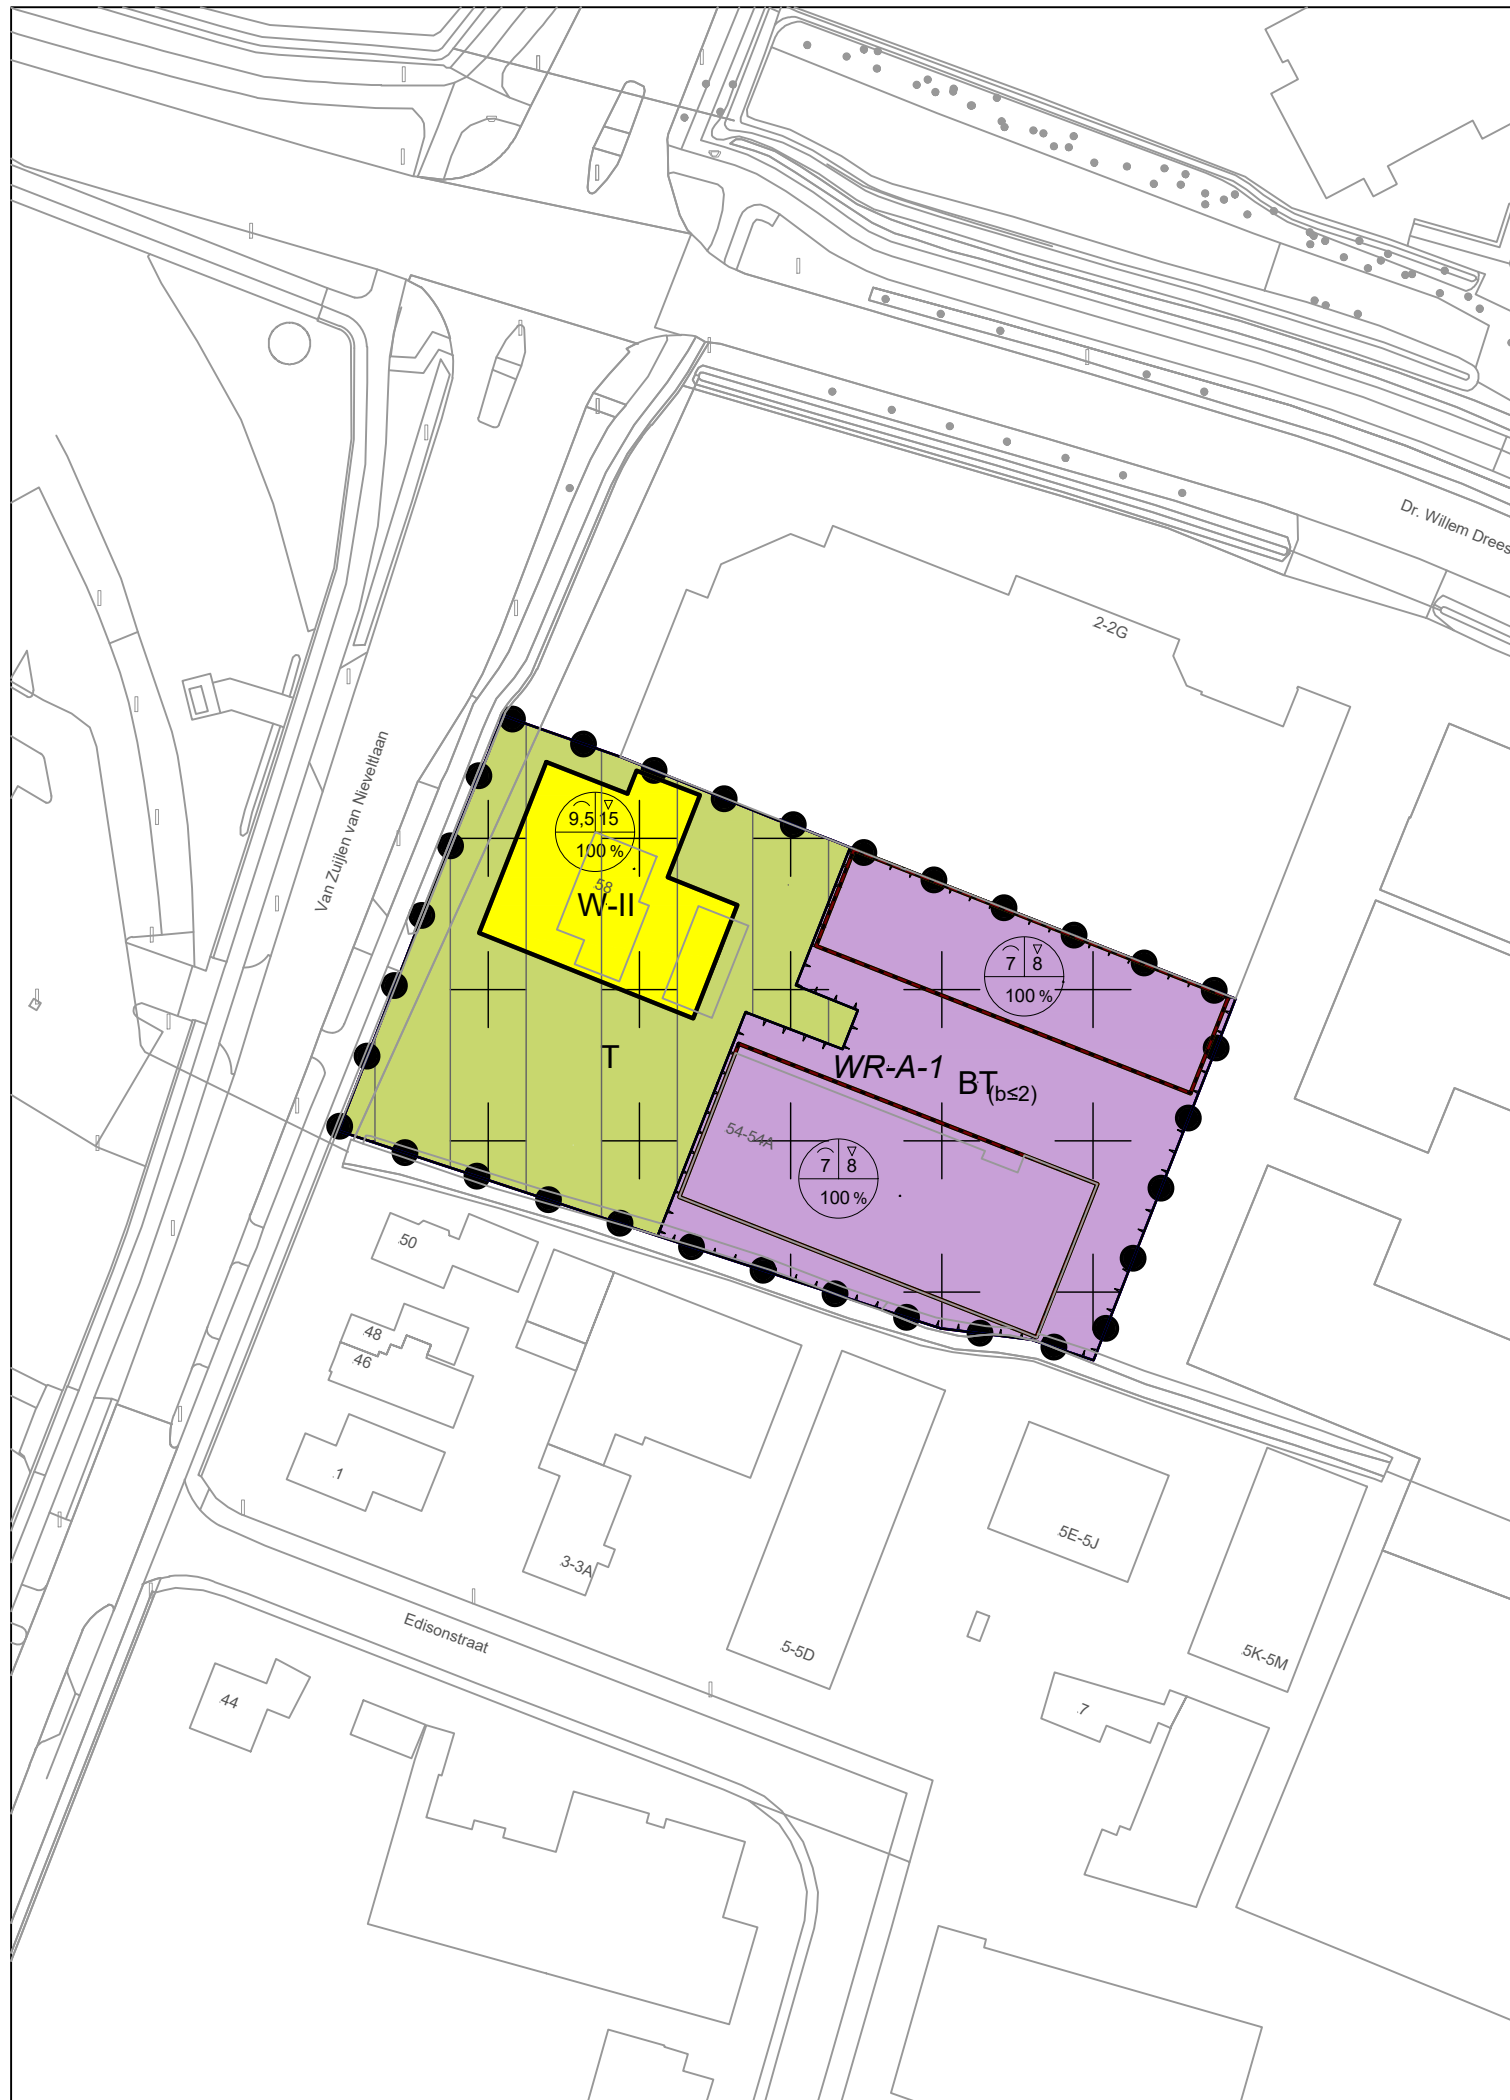 Dr. Willem Drees
2-2G
Van Zuijlen van Nieveltlaan
9,5 15
100 %
58
W-II
7 8
100 %
T
WR-A-1
BT(b≤2)
54-54A
7 8
100 %
50
48
46
1
3-3A
5E-5J
Edisonstraat
5-5D
5K-5M
44
7